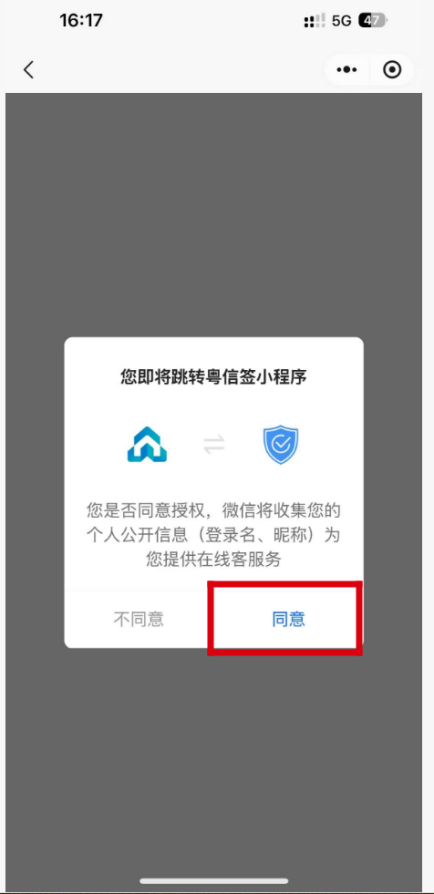 16:17
5G 47
您即将跳转粤信签小程序
您是否同意授权，微信将收集您的
个人公开信息（登录名、昵称）为
您提供在线客服务
不同意
同意